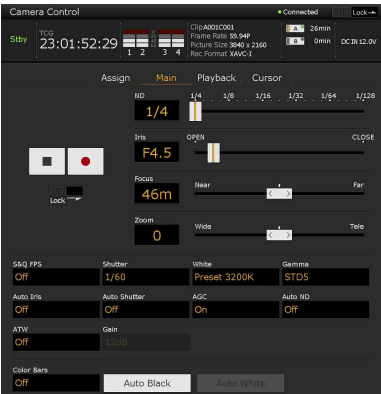 Camera Control
Connected
Lock
Stby
TCG
23:01:52:29
1 2 3 4
Clip A001C001
Frame Rate 59.94P
Picture Size 3840 x 2160
Rec Format XAVC-I
A 26min
B 0min
DC IN 12.0V
Assign Main Playback Cursor
ND
1/4
1/4 1/8 1/16 1/32 1/64 1/128
Iris
F4.5
OPEN CLOSE
Lock
Focus
46m
Near Far
Zoom
0
Wide Tele
S&Q FPS Shutter White Gamma
Off 1/60 Preset 3200K STD5
Auto Iris Auto Shutter AGC Auto ND
Off Off On Off
ATW Gain
Off 12dB
Color Bars
Off
Auto Black
Auto White